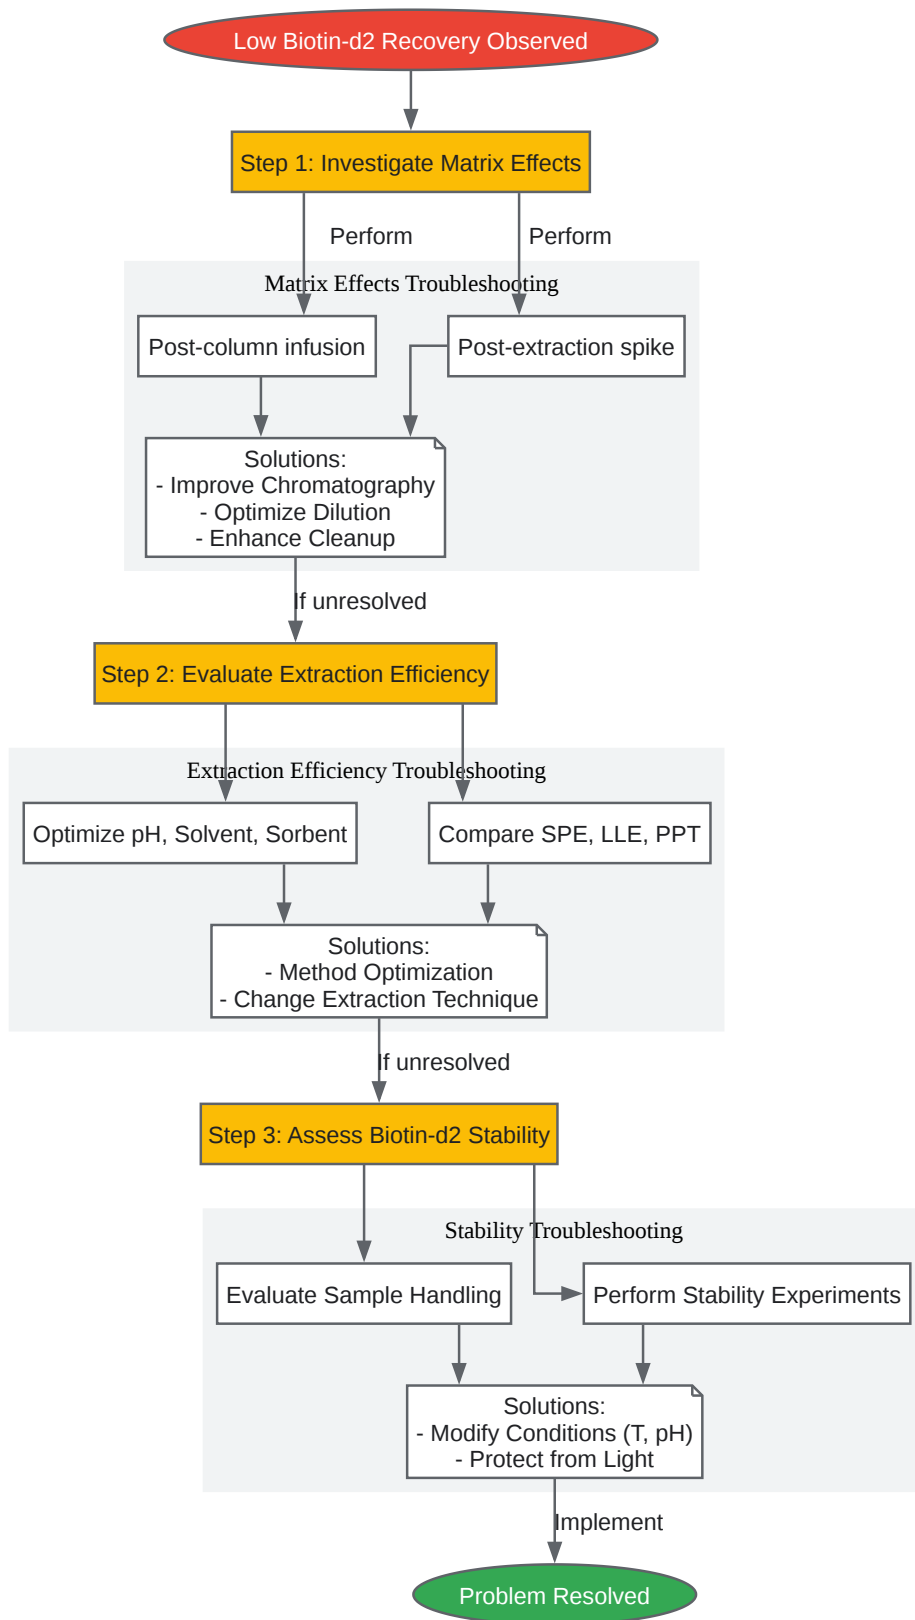 Low Biotin-d2 Recovery Observed
Step 1: Investigate Matrix Effects
Perform
Perform
Matrix Effects Troubleshooting
Post-column infusion
Post-extraction spike
Solutions:
- Improve Chromatography
- Optimize Dilution
- Enhance Cleanup
If unresolved
Step 2: Evaluate Extraction Efficiency
Extraction Efficiency Troubleshooting
Optimize pH, Solvent, Sorbent
Compare SPE, LLE, PPT
Solutions:
- Method Optimization
- Change Extraction Technique
If unresolved
Step 3: Assess Biotin-d2 Stability
Stability Troubleshooting
Evaluate Sample Handling
Perform Stability Experiments
Solutions:
- Modify Conditions (T, pH)
- Protect from Light
Implement
Problem Resolved